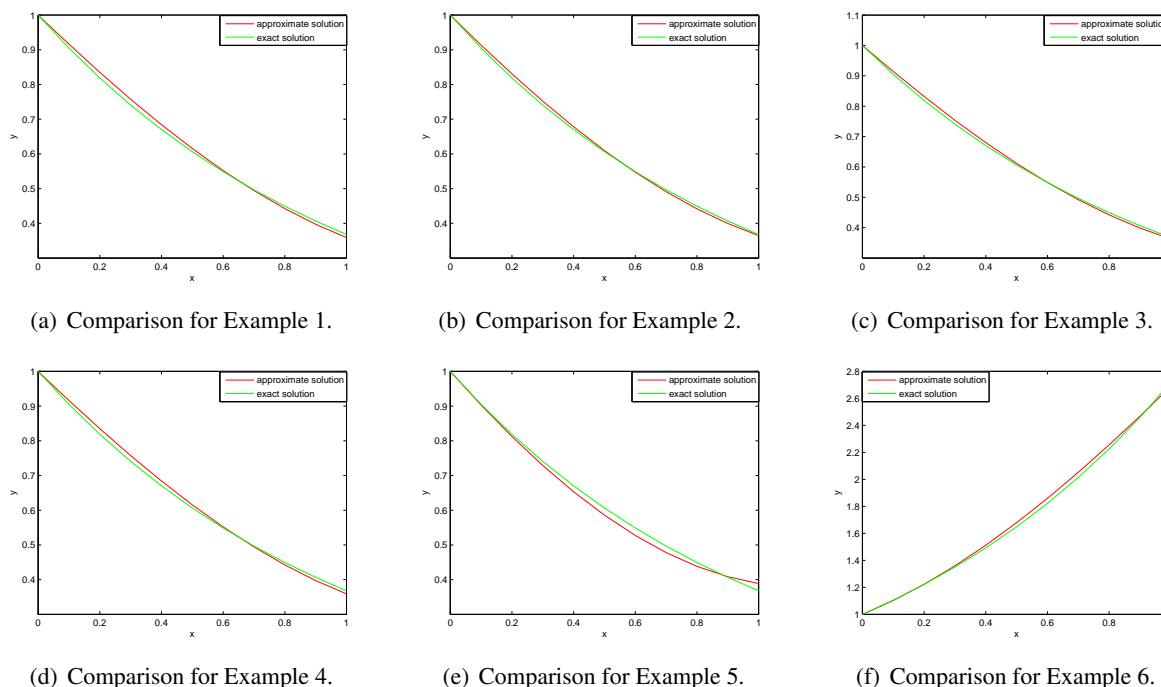 1
0.9
0.8
0.7
0.6
0.5
0.4
0 0.2 0.4 0.6 0.8 1
x
y
approximate solution
exact solution
(a) Comparison for Example 1.
1
0.9
0.8
0.7
0.6
0.5
0.4
0 0.2 0.4 0.6 0.8 1
x
y
approximate solution
exact solution
(b) Comparison for Example 2.
1.1
1
0.9
0.8
0.7
0.6
0.5
0.4
0 0.2 0.4 0.6 0.8
x
y
approximate solution
exact solution
(c) Comparison for Example 3.
1
0.9
0.8
0.7
0.6
0.5
0.4
0 0.2 0.4 0.6 0.8 1
x
y
approximate solution
exact solution
(d) Comparison for Example 4.
1
0.9
0.8
0.7
0.6
0.5
0.4
0 0.2 0.4 0.6 0.8 1
x
y
approximate solution
exact solution
(e) Comparison for Example 5.
2.8
2.6
2.4
2.2
2
1.8
1.6
1.4
1.2
1
0 0.2 0.4 0.6 0.8
x
y
approximate solution
exact solution
(f) Comparison for Example 6.